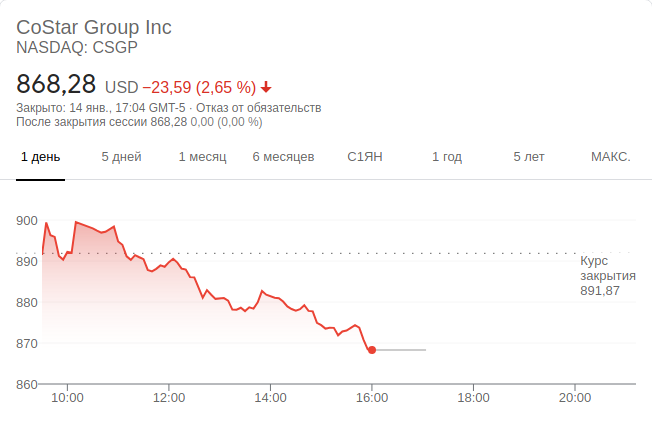 CoStar Group Inc
NASDAQ: CSGP
868,28 USD −23,59 (2,65 %)
Закрыто: 14 янв., 17:04 GMT-5 · Отказ от обязательств
После закрытия сессии 868,28 0,00 (0,00 %)
1 день 5 дней 1 месяц 6 месяцев С1ЯН 1 год 5 лет МАКС.
900
890
880
870
860
Курс
закрытия
891,87
10:00 12:00 14:00 16:00 18:00 20:00